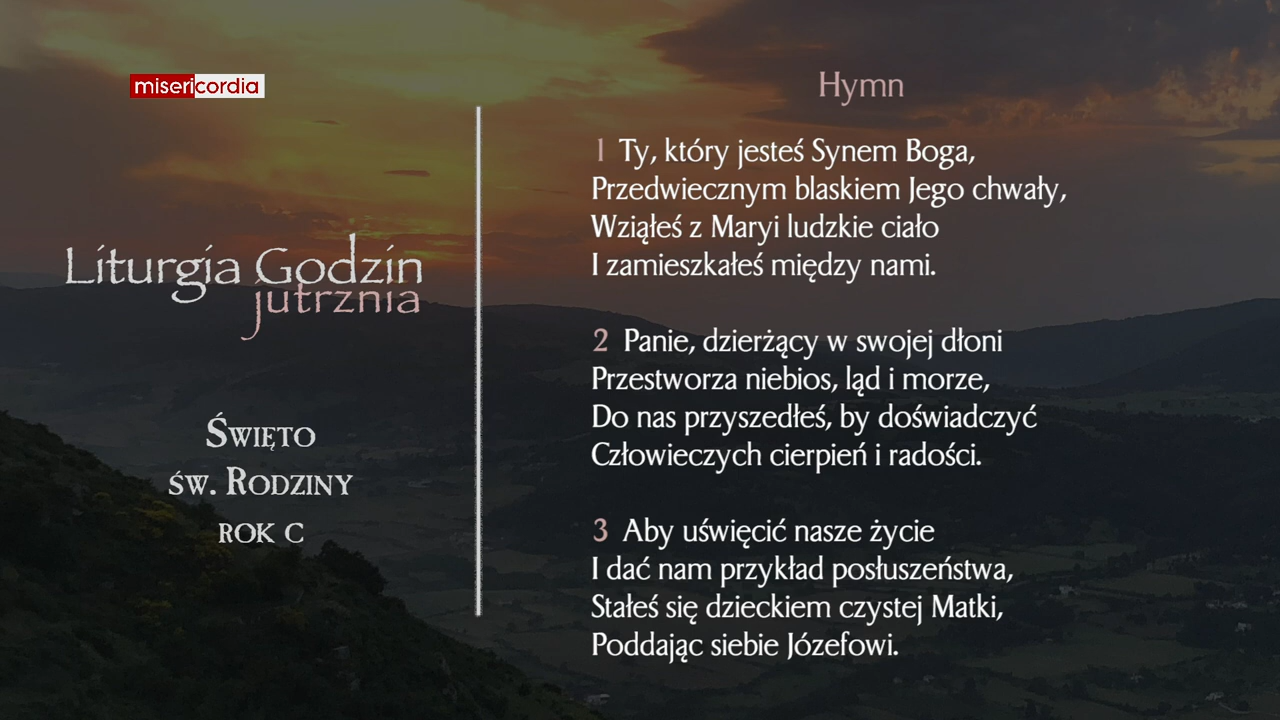 misericordia
Liturgia Godzin
jutrznia
Święto
św. Rodziny
rok C
Hymn
1 Ty, który jesteś Synem Boga,
Przedwiecznym blaskiem Jego chwały,
Wziąłeś z Maryi ludzkie ciało
I zamieszkałeś między nami.
2 Panie, dzierżący w swojej dłoni
Przestworza niebios, ląd i morze,
Do nas przyszedłeś, by doświadczyć
Człowieczych cierpień i radości.
3 Aby uświęcić nasze życie
I dać nam przykład posłuszeństwa,
Stałeś się dzieckiem czystej Matki,
Poddając siebie Józefowi.